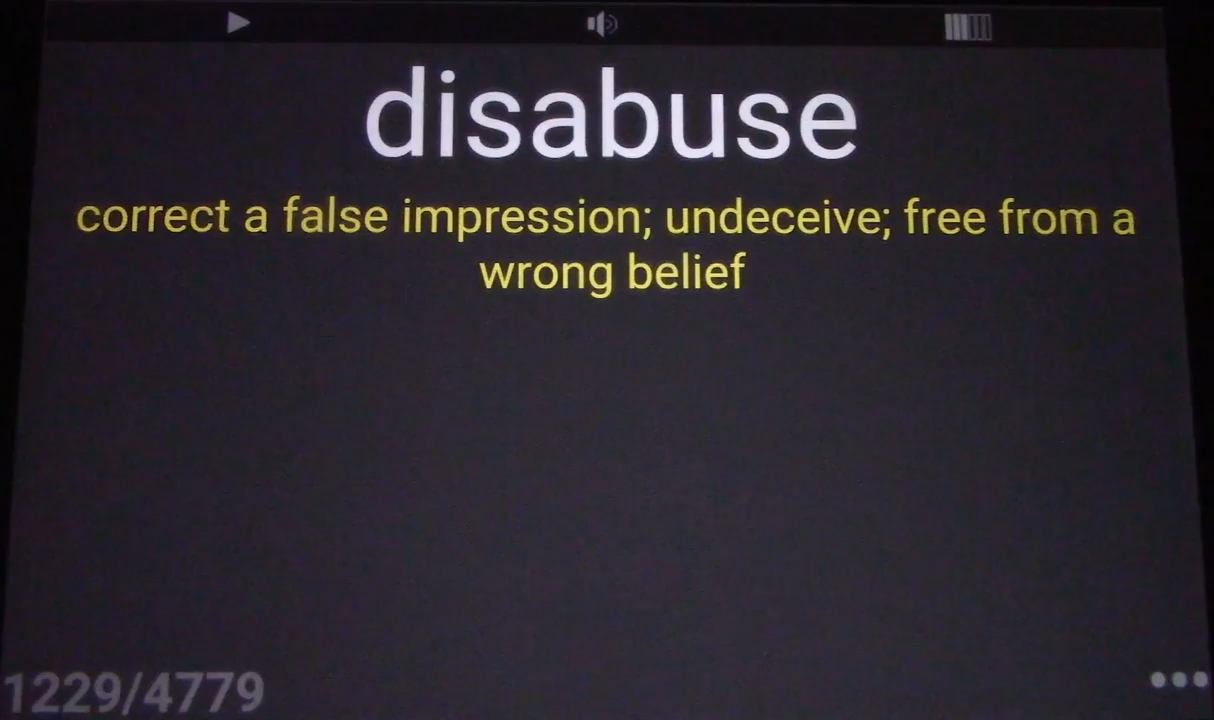 disabuse
correct a false impression; undeceive; free from a
wrong belief
1229/4779